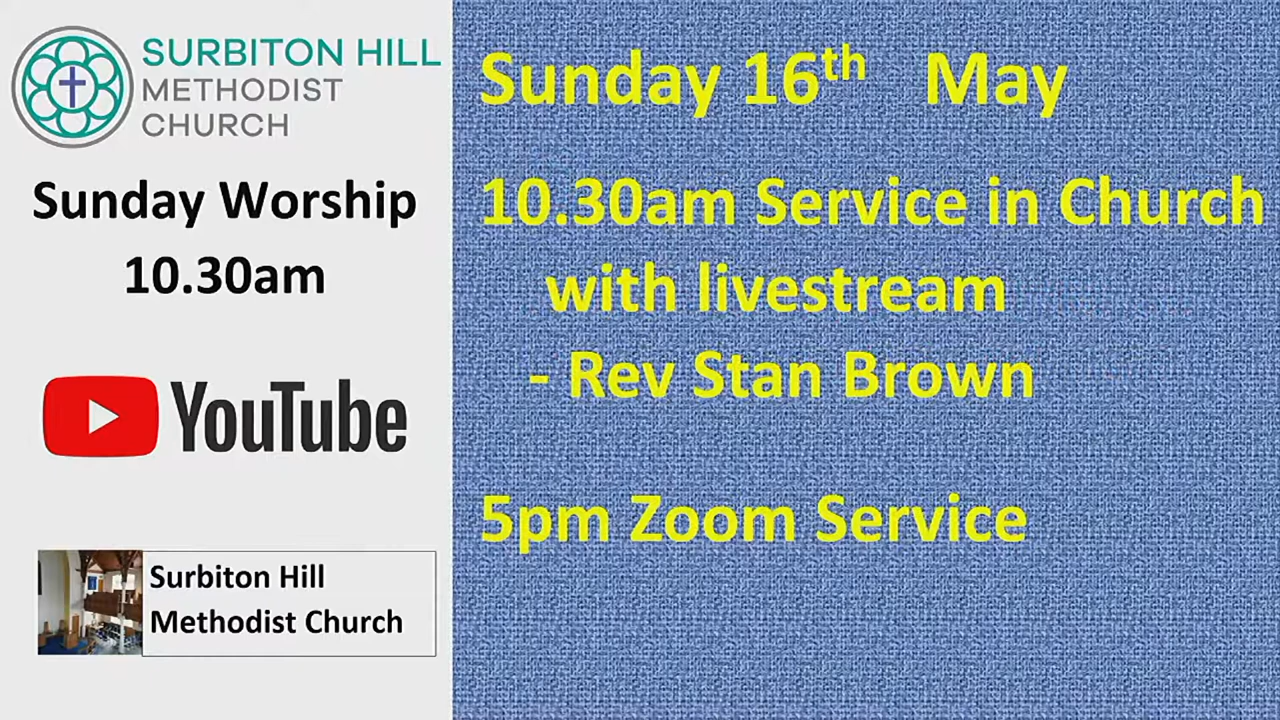 SURBITON HILL
METHODIST
CHURCH
Sunday Worship
10.30am
YouTube
Surbiton Hill
Methodist Church
Sunday 16th May
10.30am Service in Church
with livestream
- Rev Stan Brown
5pm Zoom Service